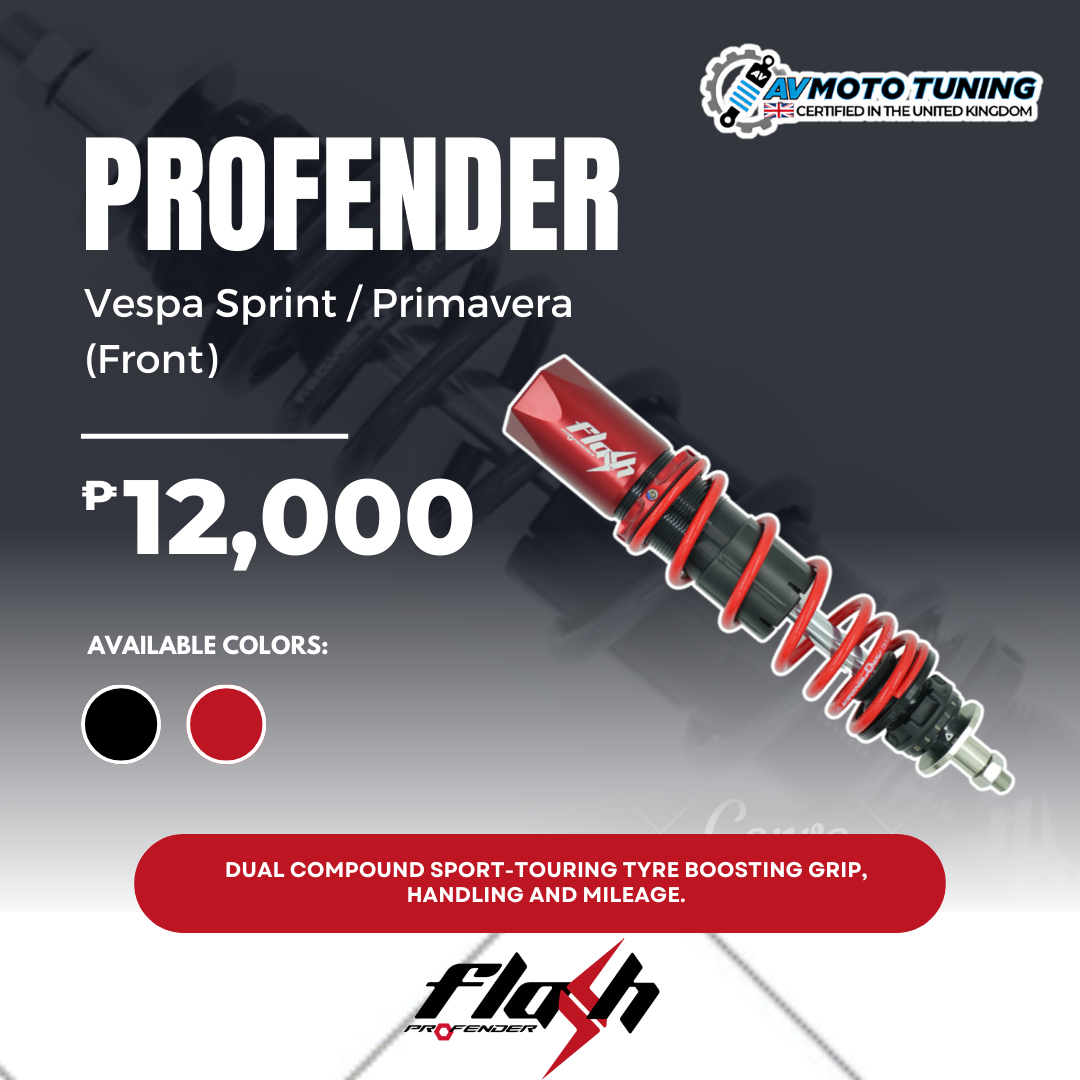 AVMOTO TUNING
CERTIFIED IN THE UNITED KINGDOM
PROFENDER
Vespa Sprint / Primavera
(Front)
₱12,000
flash
AVAILABLE COLORS:
DUAL COMPOUND SPORT-TOURING TYRE BOOSTING GRIP,
HANDLING AND MILEAGE.
flash
PROFENDER